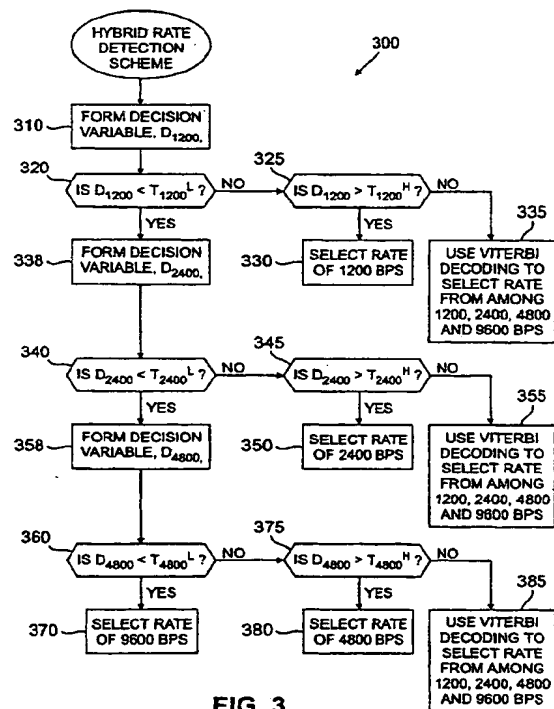 HYBRID RATE
DETECTION
SCHEME
300
310
FORM DECISION
VARIABLE, D1200,
320
IS D1200 < T1200L ?
NO
YES
325
IS D1200 > T1200H ?
NO
YES
335
338
FORM DECISION
VARIABLE, D2400,
330
SELECT RATE
OF 1200 BPS
USE VITERBI
DECODING TO
SELECT RATE
FROM AMONG
1200, 2400, 4800
AND 9600 BPS
340
IS D2400 < T2400L ?
NO
YES
345
IS D2400 > T2400H ?
NO
YES
355
358
FORM DECISION
VARIABLE, D4800,
350
SELECT RATE
OF 2400 BPS
USE VITERBI
DECODING TO
SELECT RATE
FROM AMONG
1200, 2400, 4800
AND 9600 BPS
360
IS D4800 < T4800L ?
NO
YES
375
IS D4800 > T4800H ?
NO
YES
385
370
SELECT RATE
OF 9600 BPS
380
SELECT RATE
OF 4800 BPS
USE VITERBI
DECODING TO
SELECT RATE
FROM AMONG
1200, 2400, 4800
AND 9600 BPS
FIG. 3